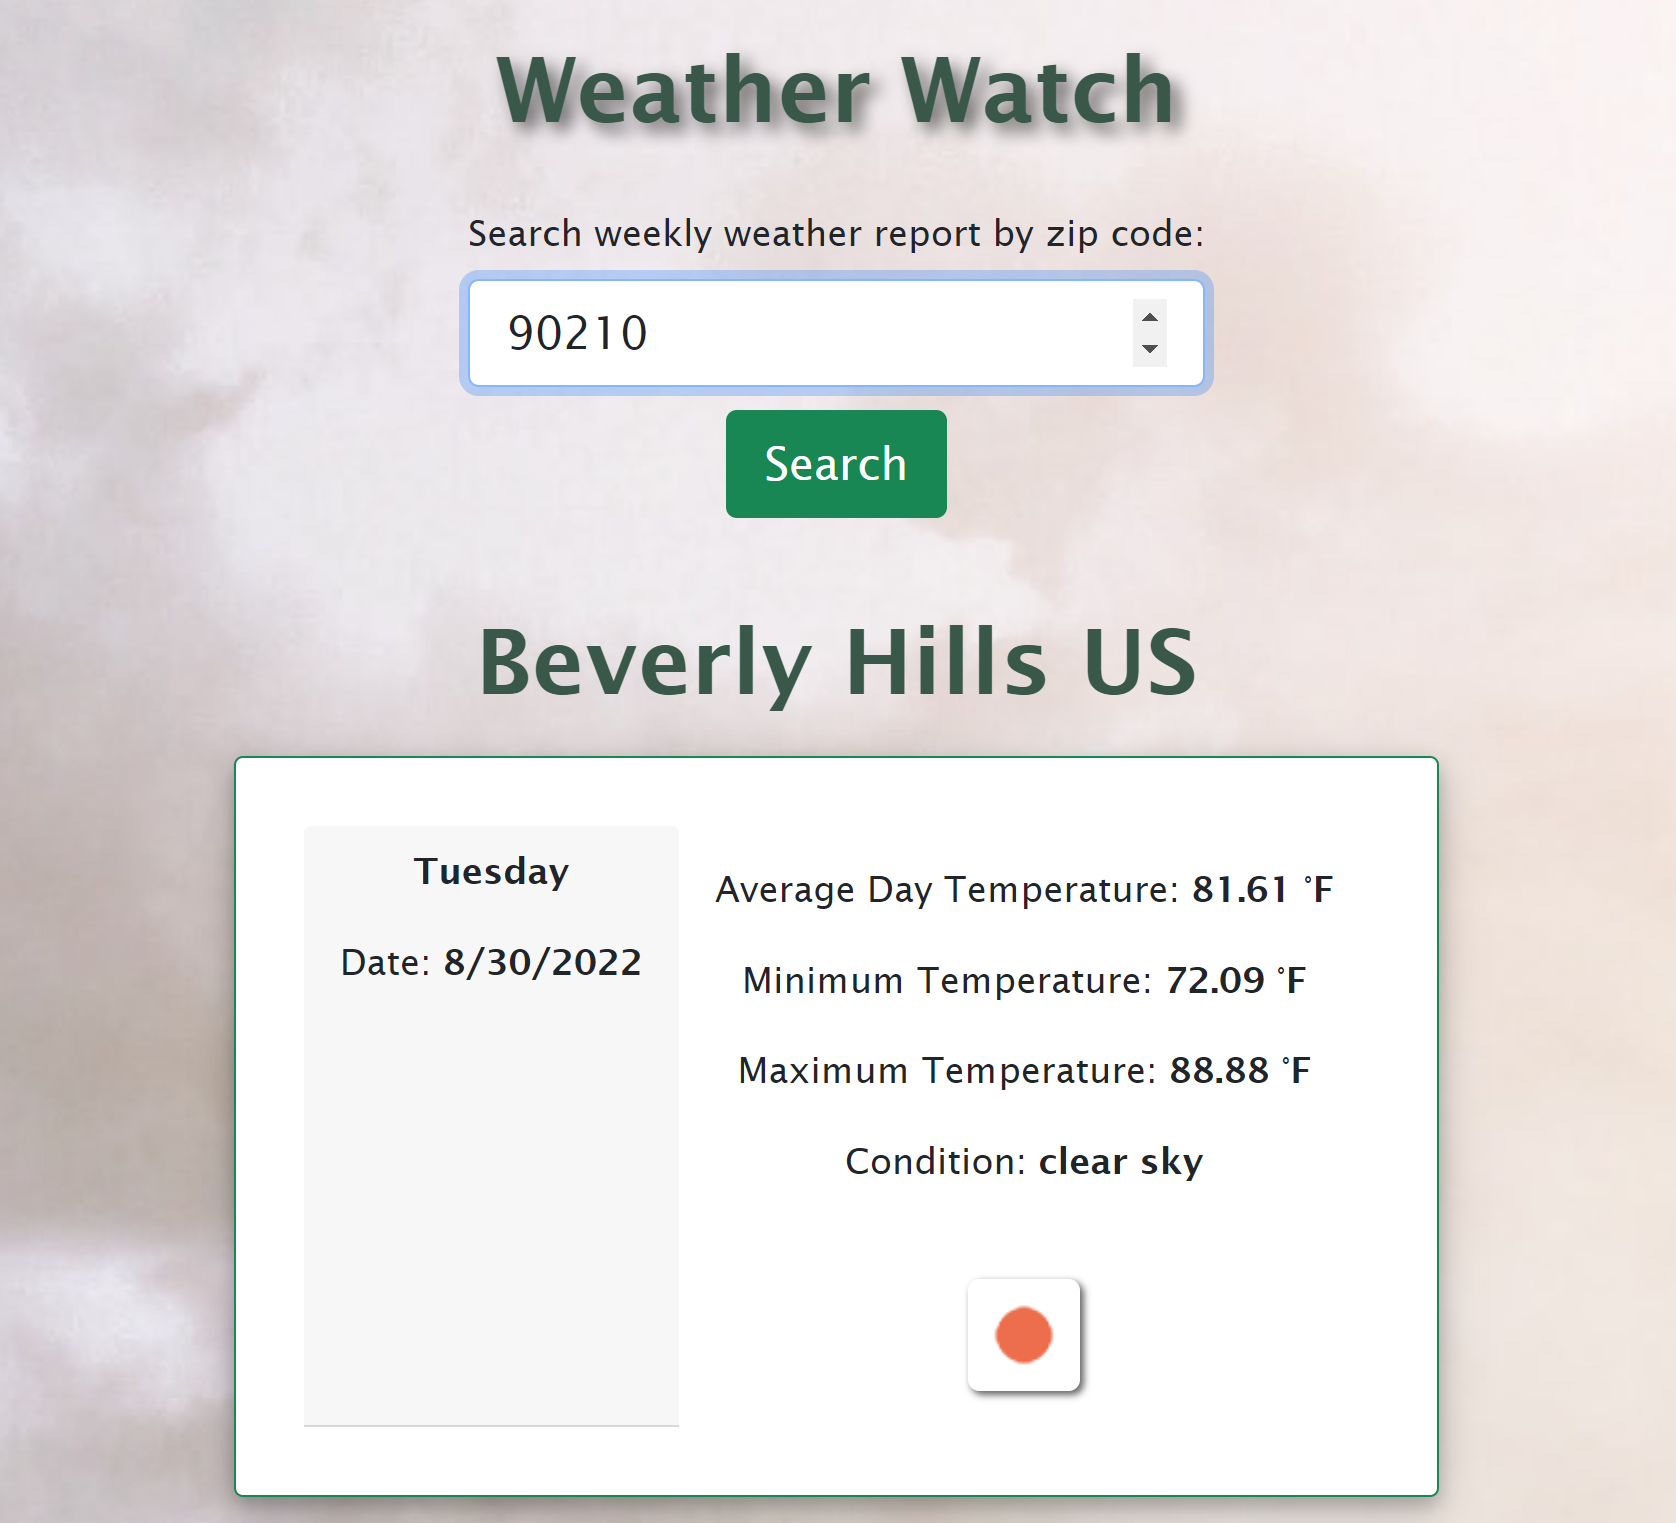 Weather Watch
Search weekly weather report by zip code:
90210
Search
Beverly Hills US
Tuesday
Date: 8/30/2022
Average Day Temperature: 81.61 °F
Minimum Temperature: 72.09 °F
Maximum Temperature: 88.88 °F
Condition: clear sky